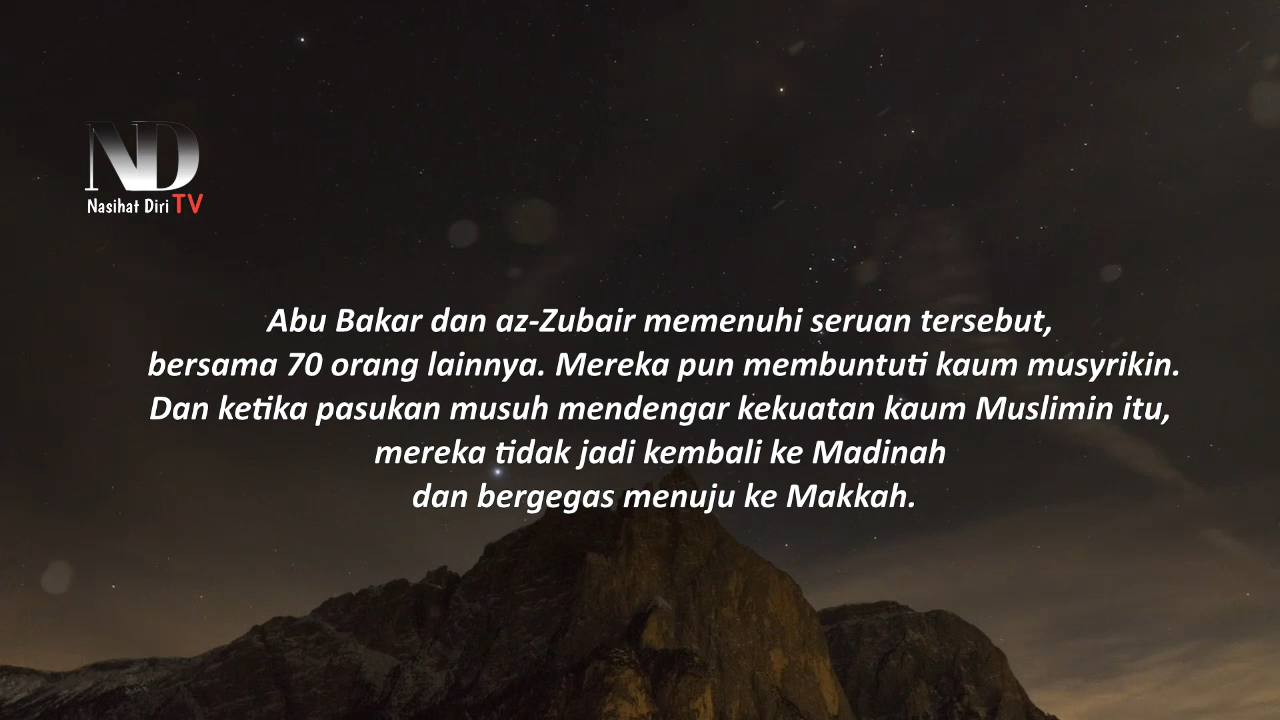 ND
Nasihat Diri TV
Abu Bakar dan az-Zubair memenuhi seruan tersebut,
bersama 70 orang lainnya. Mereka pun membuntuti kaum musyrikin.
Dan ketika pasukan musuh mendengar kekuatan kaum Muslimin itu,
mereka tidak jadi kembali ke Madinah
dan bergegas menuju ke Makkah.